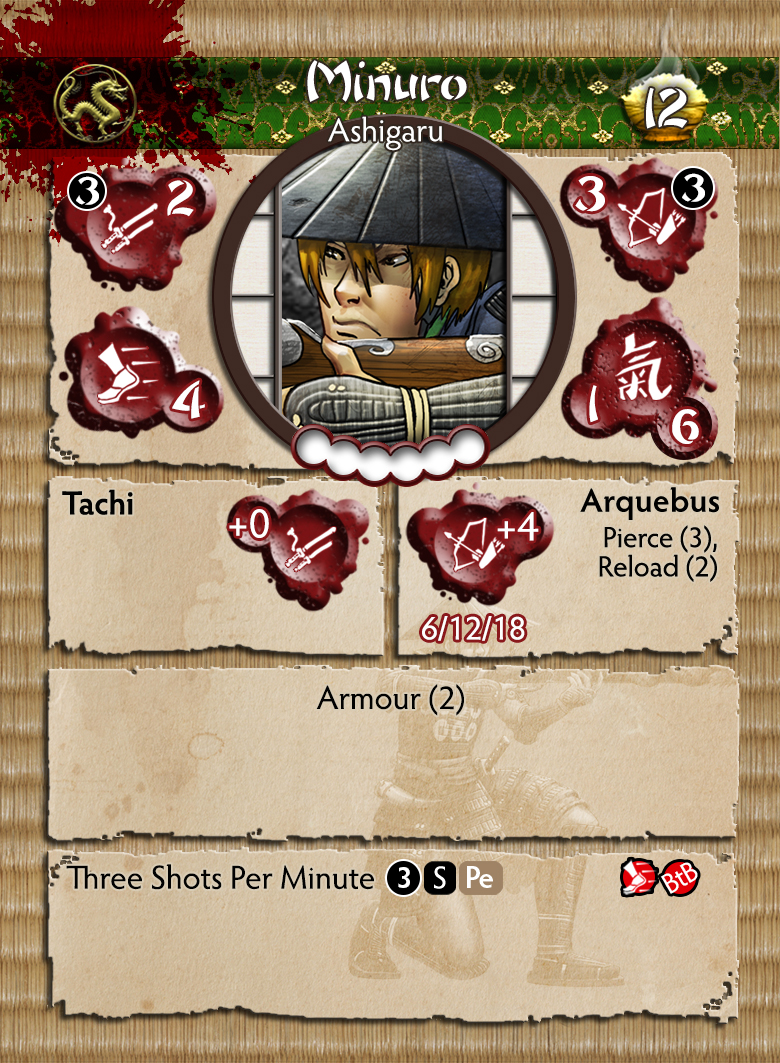 Minuro
12
Ashigaru
3 2
3 3
4
氣
1 6
Tachi
+0
+4
Arquebus
Pierce (3),
Reload (2)
6/12/18
Armour (2)
Three Shots Per Minute 3 S Pe
BtB